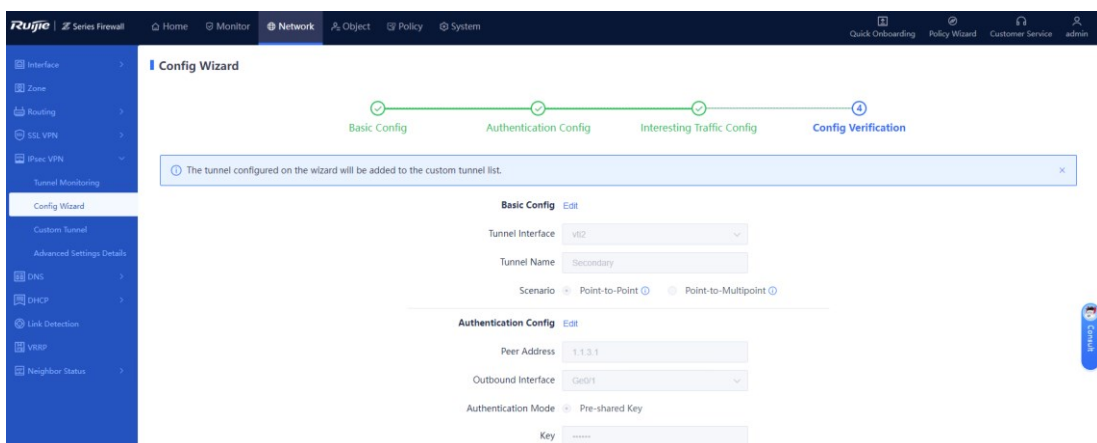 Ruijie | Z Series Firewall Home Monitor Network Object Policy System Quick Onboarding Policy Wizard Customer Service admin
Interface
Zone
Routing
SSL VPN
IPsec VPN
Tunnel Monitoring
Config Wizard
Custom Tunnel
Advanced Settings Details
DNS
DHCP
Link Detection
VRRP
Neighbor Status
Config Wizard
4
Basic Config Authentication Config Interesting Traffic Config Config Verification
The tunnel configured on the wizard will be added to the custom tunnel list.
Basic Config Edit
Tunnel Interface vti2
Tunnel Name Secondary
Scenario Point-to-Point Point-to-Multipoint
Authentication Config Edit
Peer Address 1.1.3.1
Outbound Interface Ge0/1
Authentication Mode Pre-shared Key
Key ······
Consult